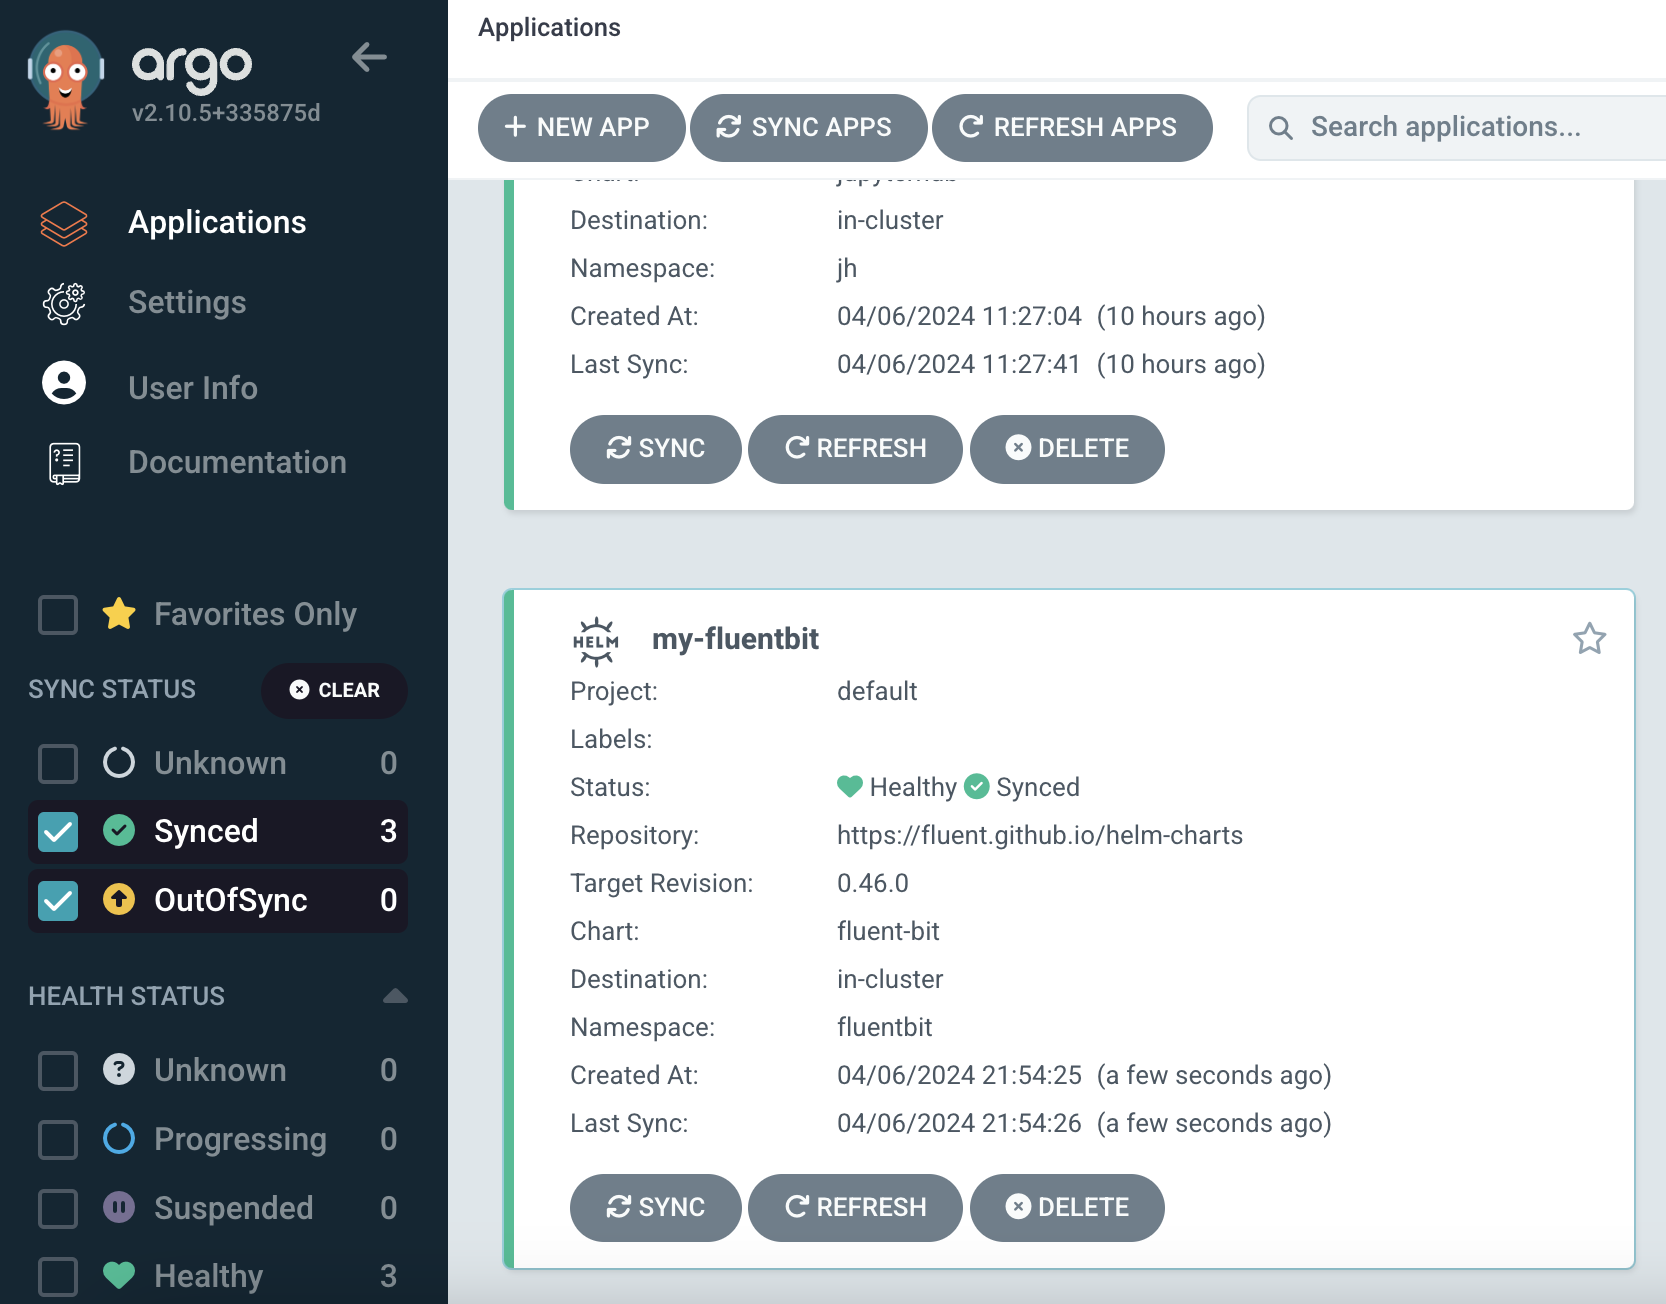 argo
v2.10.5+335875d
Applications
Settings
User Info
Documentation
Favorites Only
SYNC STATUS CLEAR
Unknown 0
Synced 3
OutOfSync 0
HEALTH STATUS
Unknown 0
Progressing 0
Suspended 0
Healthy 3
Applications
+ NEW APP SYNC APPS REFRESH APPS Search applications...
Chart: jupyterhub
Destination: in-cluster
Namespace: jh
Created At: 04/06/2024 11:27:04 (10 hours ago)
Last Sync: 04/06/2024 11:27:41 (10 hours ago)
SYNC REFRESH DELETE
HELM my-fluentbit
Project: default
Labels:
Status: Healthy Synced
Repository: https://fluent.github.io/helm-charts
Target Revision: 0.46.0
Chart: fluent-bit
Destination: in-cluster
Namespace: fluentbit
Created At: 04/06/2024 21:54:25 (a few seconds ago)
Last Sync: 04/06/2024 21:54:26 (a few seconds ago)
SYNC REFRESH DELETE